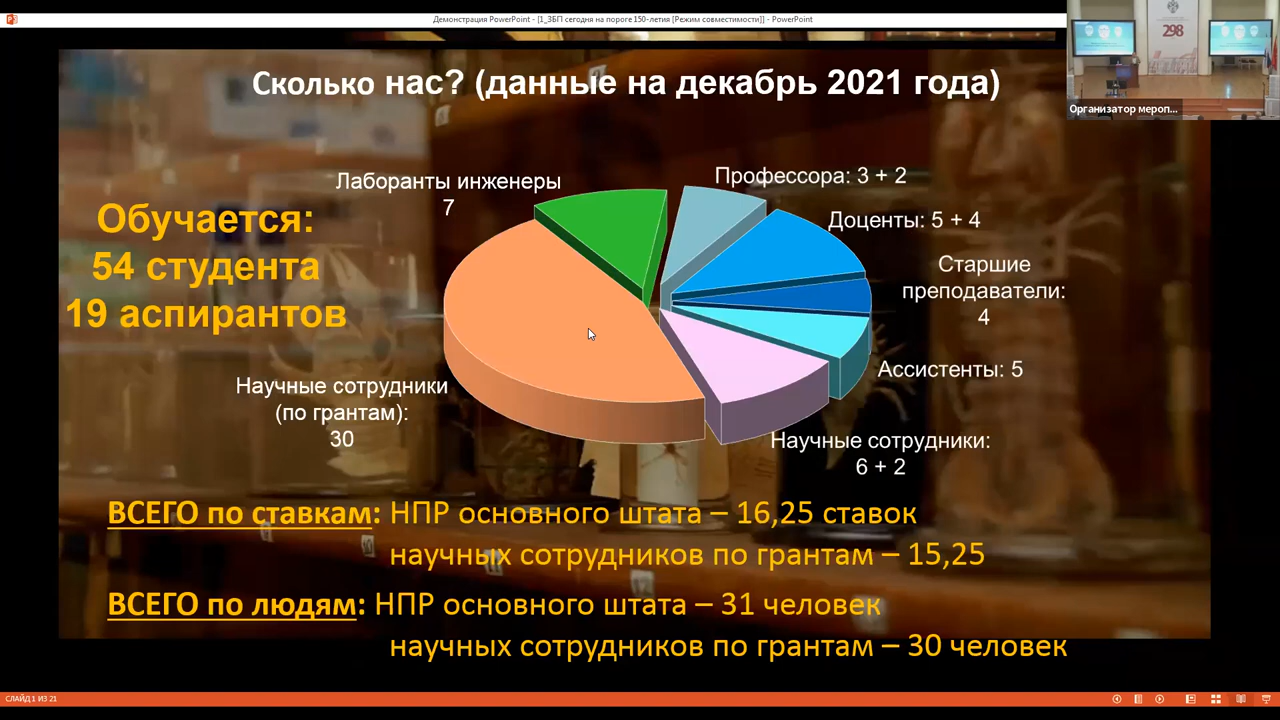 Демонстрация PowerPoint - [1_ЗБП сегодня на пороге 150-летия [Режим совместимости]] - PowerPoint
298
Организатор мероп...
Сколько нас? (данные на декабрь 2021 года)
Обучается:
54 студента
19 аспирантов
Лаборанты инженеры
7
Профессора: 3 + 2
Доценты: 5 + 4
Старшие
преподаватели:
4
Ассистенты: 5
Научные сотрудники
(по грантам):
30
Научные сотрудники:
6 + 2
ВСЕГО по ставкам: НПР основного штата – 16,25 ставок
научных сотрудников по грантам – 15,25
ВСЕГО по людям: НПР основного штата – 31 человек
научных сотрудников по грантам – 30 человек
СЛАЙД 1 ИЗ 21